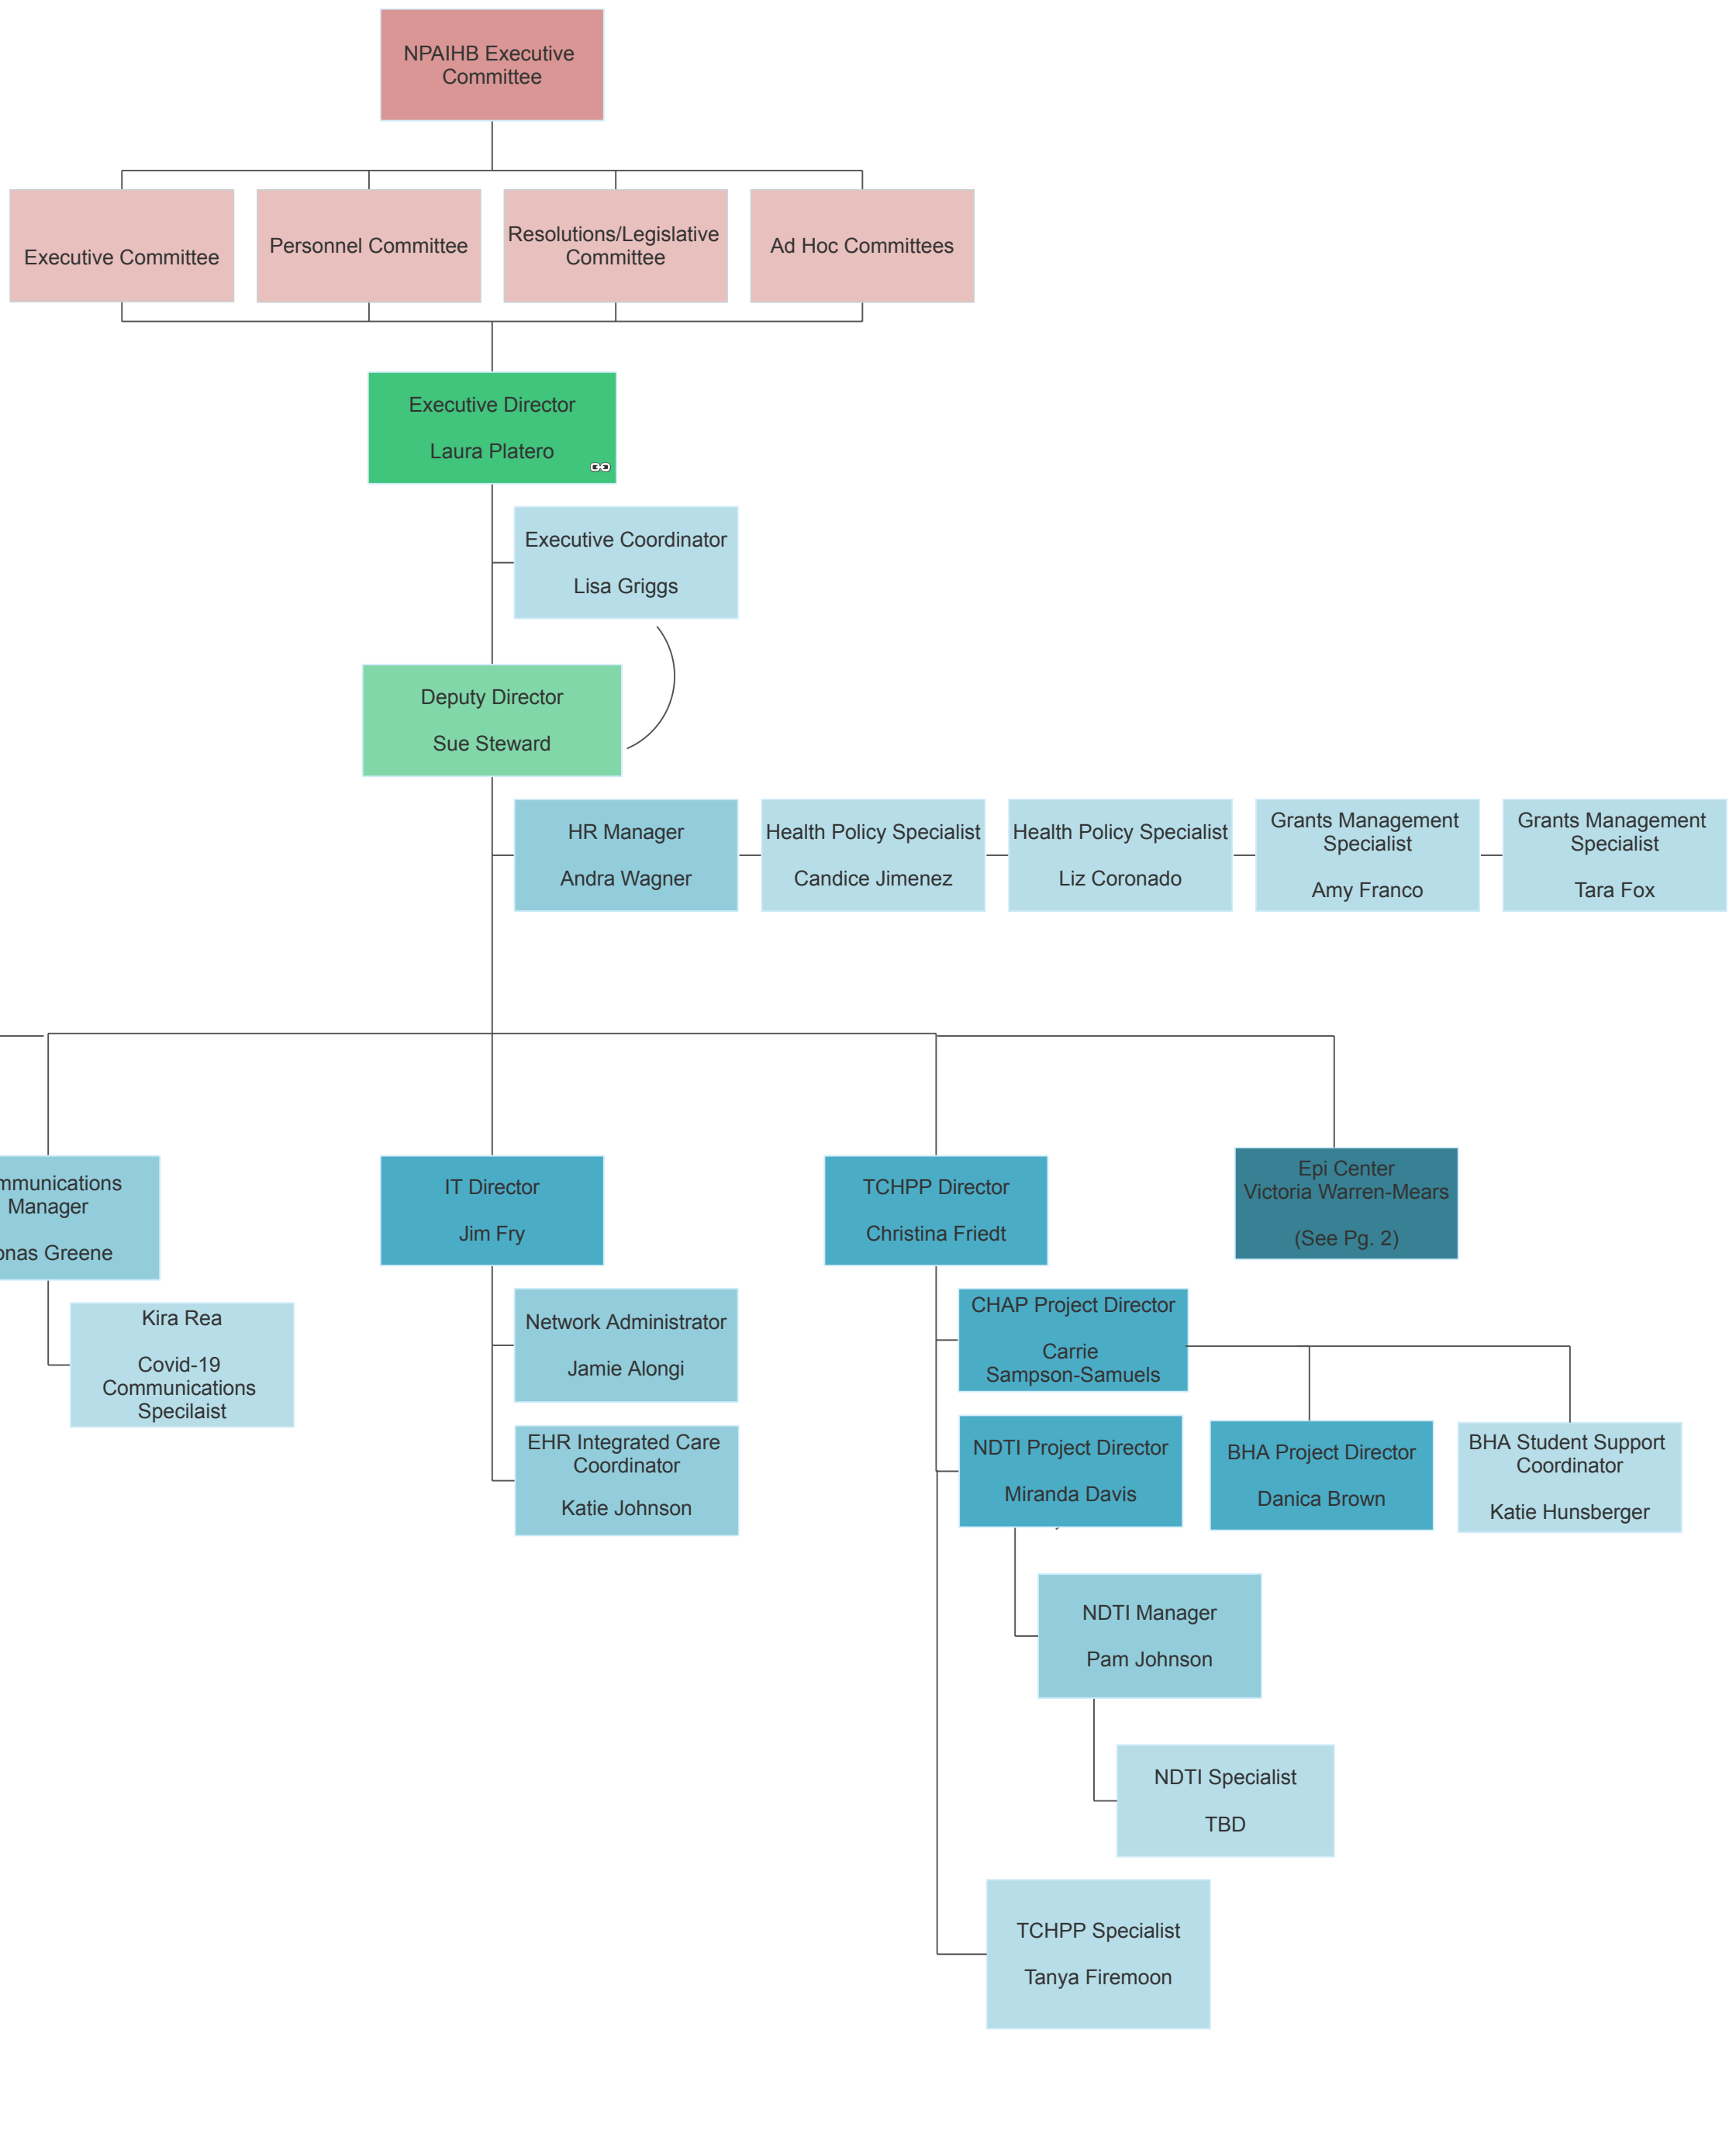 NPAIHB Executive
Committee
Executive Committee
Personnel Committee
Resolutions/Legislative
Committee
Ad Hoc Committees
Executive Director
Laura Platero
Executive Coordinator
Lisa Griggs
Deputy Director
Sue Steward
HR Manager
Andra Wagner
Health Policy Specialist
Candice Jimenez
Health Policy Specialist
Liz Coronado
Grants Management
Specialist
Amy Franco
Grants Management
Specialist
Tara Fox
mmunications
Manager
onas Greene
Kira Rea
Covid-19
Communications
Specilaist
IT Director
Jim Fry
Network Administrator
Jamie Alongi
EHR Integrated Care
Coordinator
Katie Johnson
TCHPP Director
Christina Friedt
Epi Center
Victoria Warren-Mears
(See Pg. 2)
CHAP Project Director
Carrie
Sampson-Samuels
NDTI Project Director
Miranda Davis
BHA Project Director
Danica Brown
BHA Student Support
Coordinator
Katie Hunsberger
NDTI Manager
Pam Johnson
NDTI Specialist
TBD
TCHPP Specialist
Tanya Firemoon